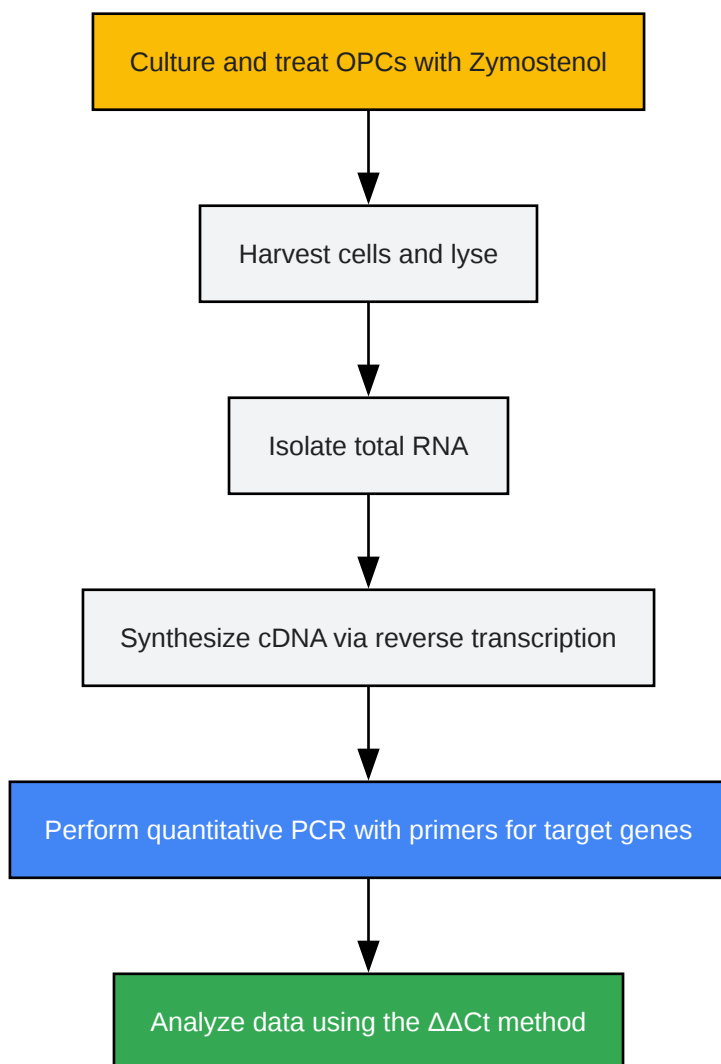 Culture and treat OPCs with Zymostenol
Harvest cells and lyse
Isolate total RNA
Synthesize cDNA via reverse transcription
Perform quantitative PCR with primers for target genes
Analyze data using the ΔΔCt method